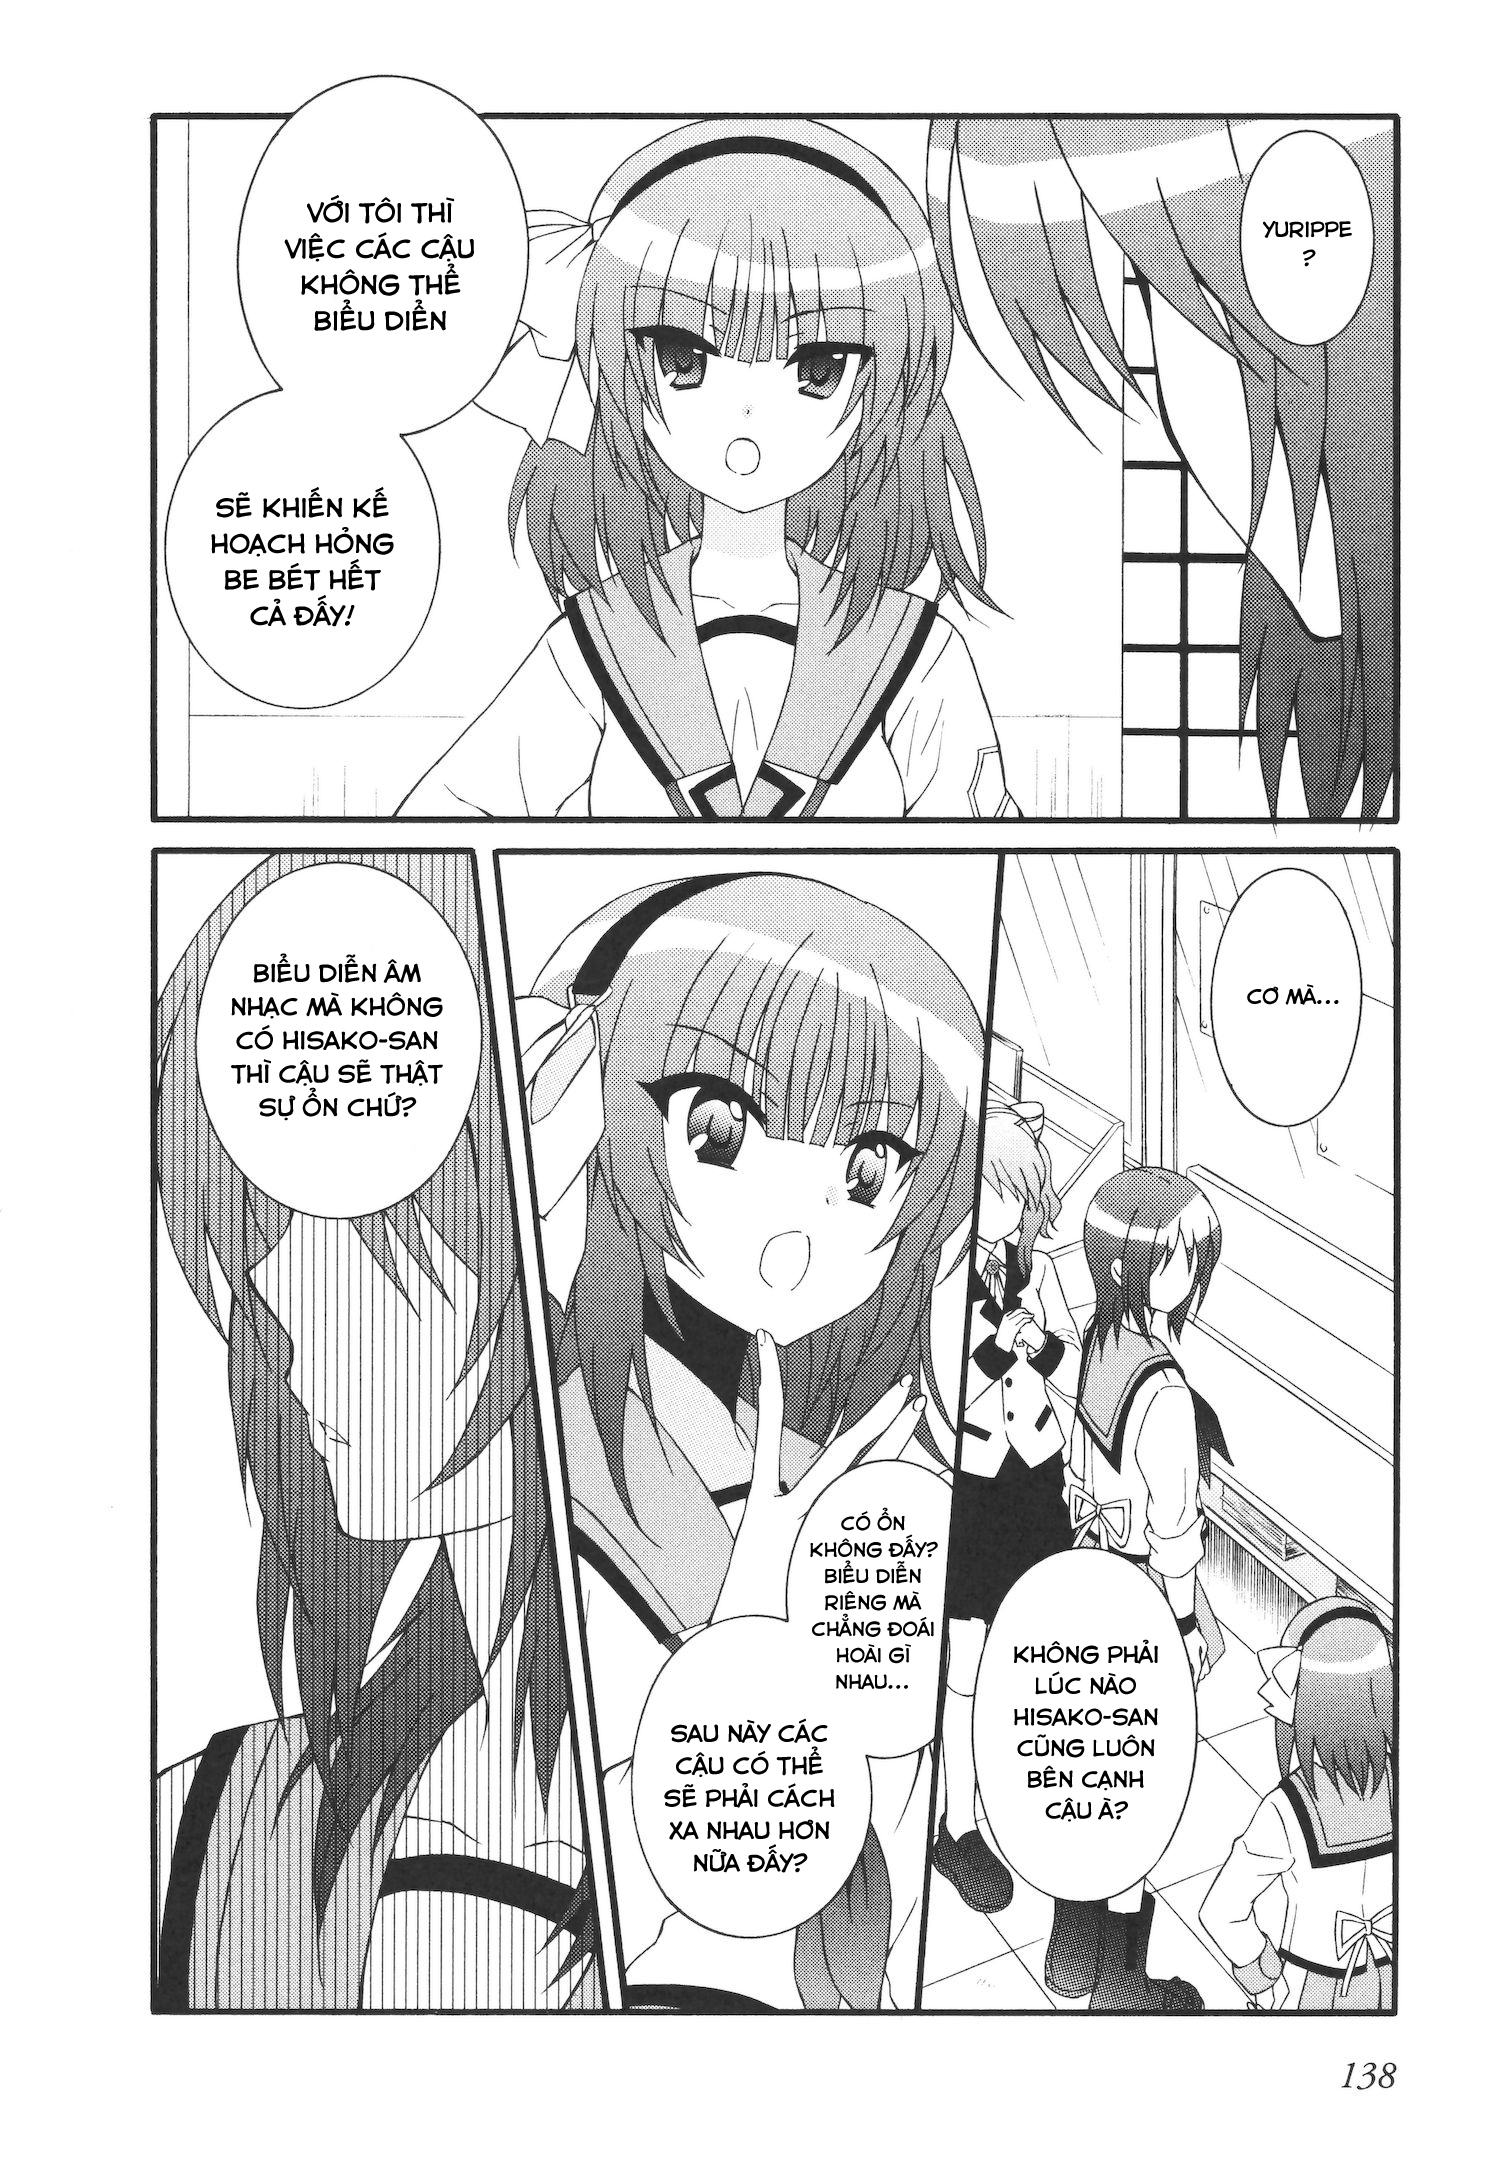 YURIPPE
?
VỚI TÔI THÌ
VIỆC CÁC CẬU
KHÔNG THỂ
BIỂU DIỂN
SẼ KHIẾN KẾ
HOẠCH HỎNG
BE BÉT HẾT
CẢ ĐẤY!
CƠ MÀ...
KHÔNG PHẢI
LÚC NÀO
HISAKO-SAN
CŨNG LUÔN
BÊN CẠNH
CẬU À?
CÓ ỔN
KHÔNG ĐẤY?
BIỂU DIỄN
RIÊNG MÀ
CHẲNG ĐOÁI
HOÀI GÌ
NHAU...
SAU NÀY CÁC
CẬU CÓ THỂ
SẼ PHẢI CÁCH
XA NHAU HƠN
NỮA ĐẤY?
BIỂU DIỄN ÂM
NHẠC MÀ KHÔNG
CÓ HISAKO-SAN
THÌ CẬU SẼ THẬT
SỰ ỔN CHỨ?
138